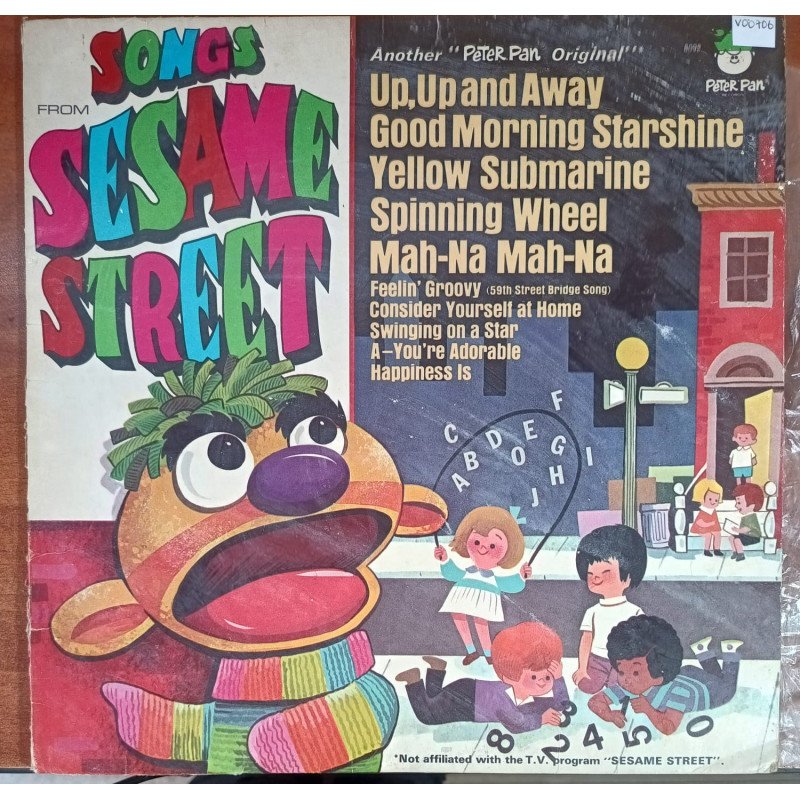 SONGS
FROM
SESAME
STREET
Another "PETER PAN Original"
PETER PAN
V00906
Up, Up and Away
Good Morning Starshine
Yellow Submarine
Spinning Wheel
Mah-Na Mah-Na
Feelin' Groovy (59th Street Bridge Song)
Consider Yourself at Home
Swinging on a Star
A–You're Adorable
Happiness Is
A B C D O E F G H I J
8 2 3 4 1 5 0
*Not affiliated with the T.V. program "SESAME STREET".